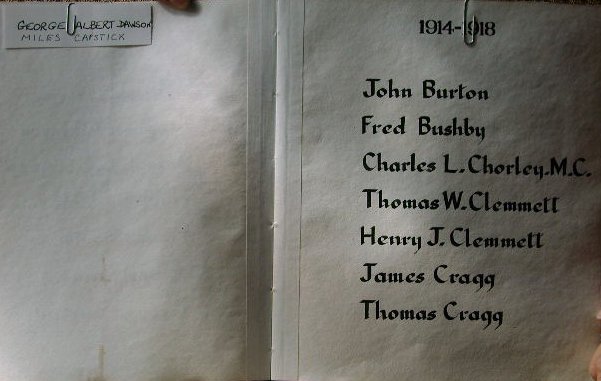 GEORGE ALBERT DAWSON
MILES CAPSTICK
1914-1918
John Burton
Fred Bushby
Charles L. Chorley. M.C.
Thomas W. Clemmett
Henry J. Clemmett
James Cragg
Thomas Cragg